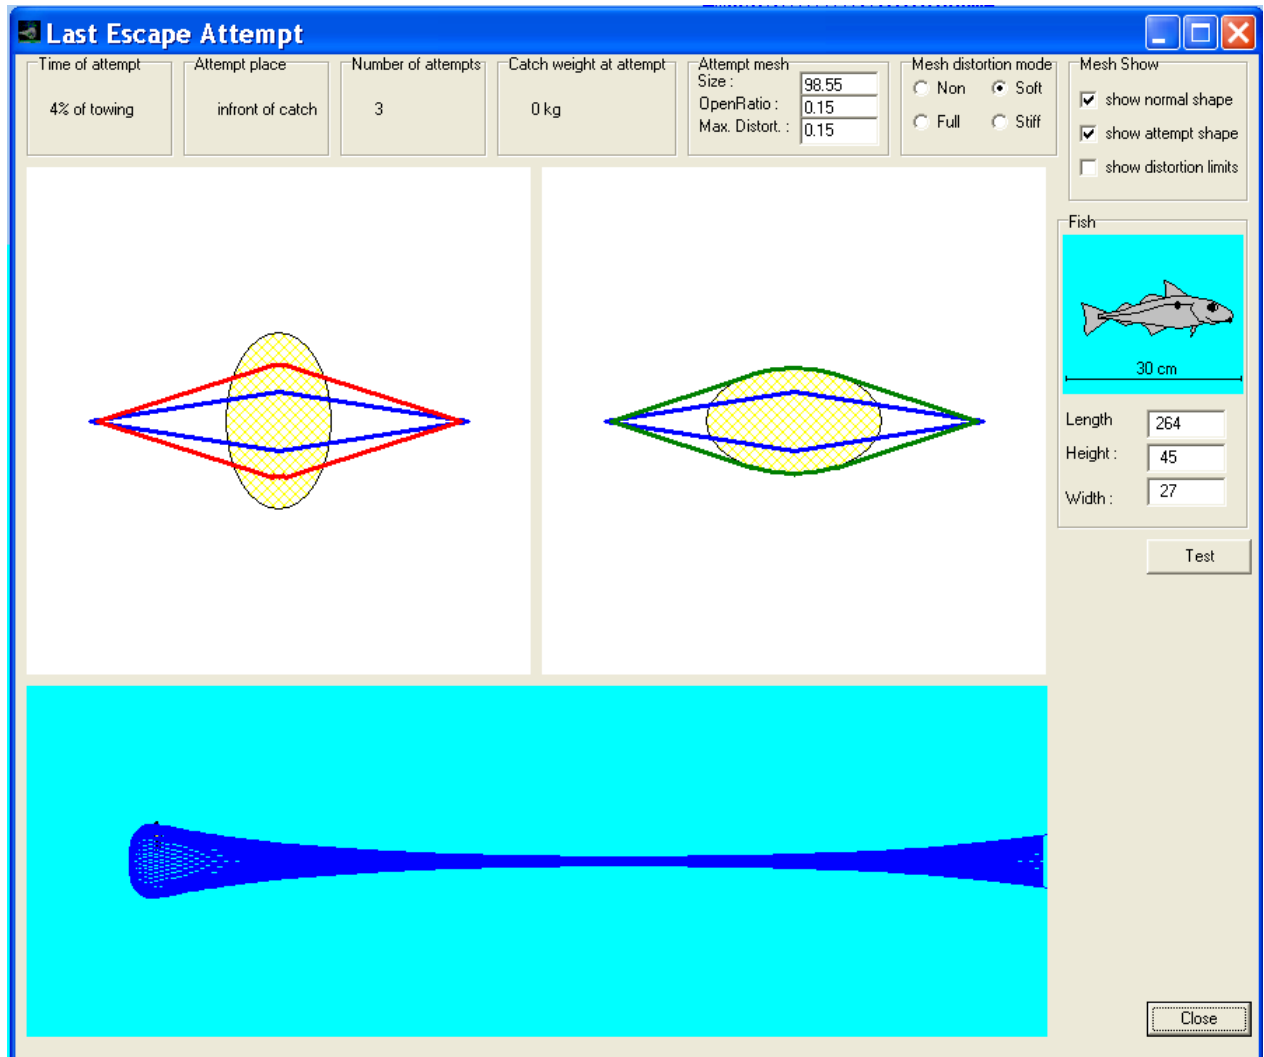 Last Escape Attempt
Time of attempt
4% of towing
Attempt place
infront of catch
Number of attempts
3
Catch weight at attempt
0 kg
Attempt mesh
Size : 98.55
OpenRatio : 0.15
Max. Distort. : 0.15
Mesh distortion mode
Non Soft
Full Stiff
Mesh Show
show normal shape
show attempt shape
show distortion limits
Fish
30 cm
Length 264
Height : 45
Width : 27
Test
Close